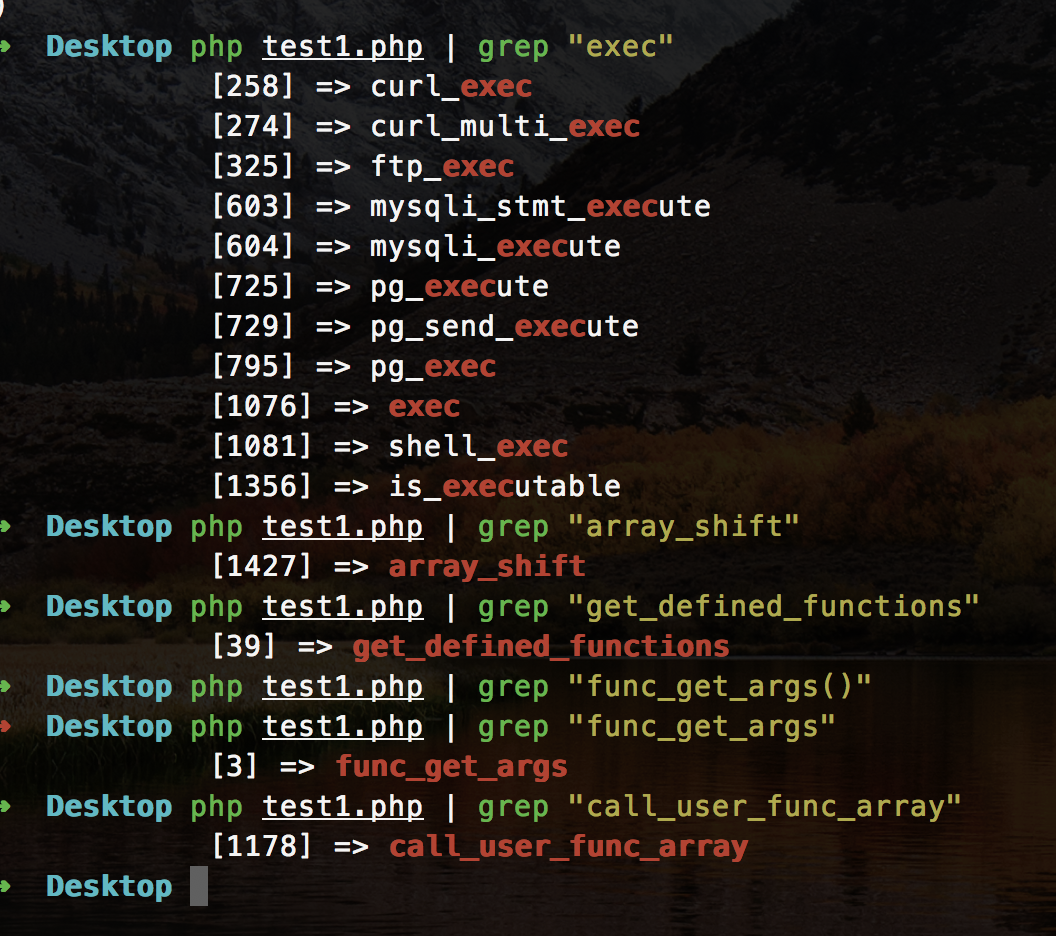 ➜ Desktop php test1.php | grep "exec"
[258] => curl_exec
[274] => curl_multi_exec
[325] => ftp_exec
[603] => mysqli_stmt_execute
[604] => mysqli_execute
[725] => pg_execute
[729] => pg_send_execute
[795] => pg_exec
[1076] => exec
[1081] => shell_exec
[1356] => is_executable
➜ Desktop php test1.php | grep "array_shift"
[1427] => array_shift
➜ Desktop php test1.php | grep "get_defined_functions"
[39] => get_defined_functions
➜ Desktop php test1.php | grep "func_get_args()"
➜ Desktop php test1.php | grep "func_get_args"
[3] => func_get_args
➜ Desktop php test1.php | grep "call_user_func_array"
[1178] => call_user_func_array
➜ Desktop